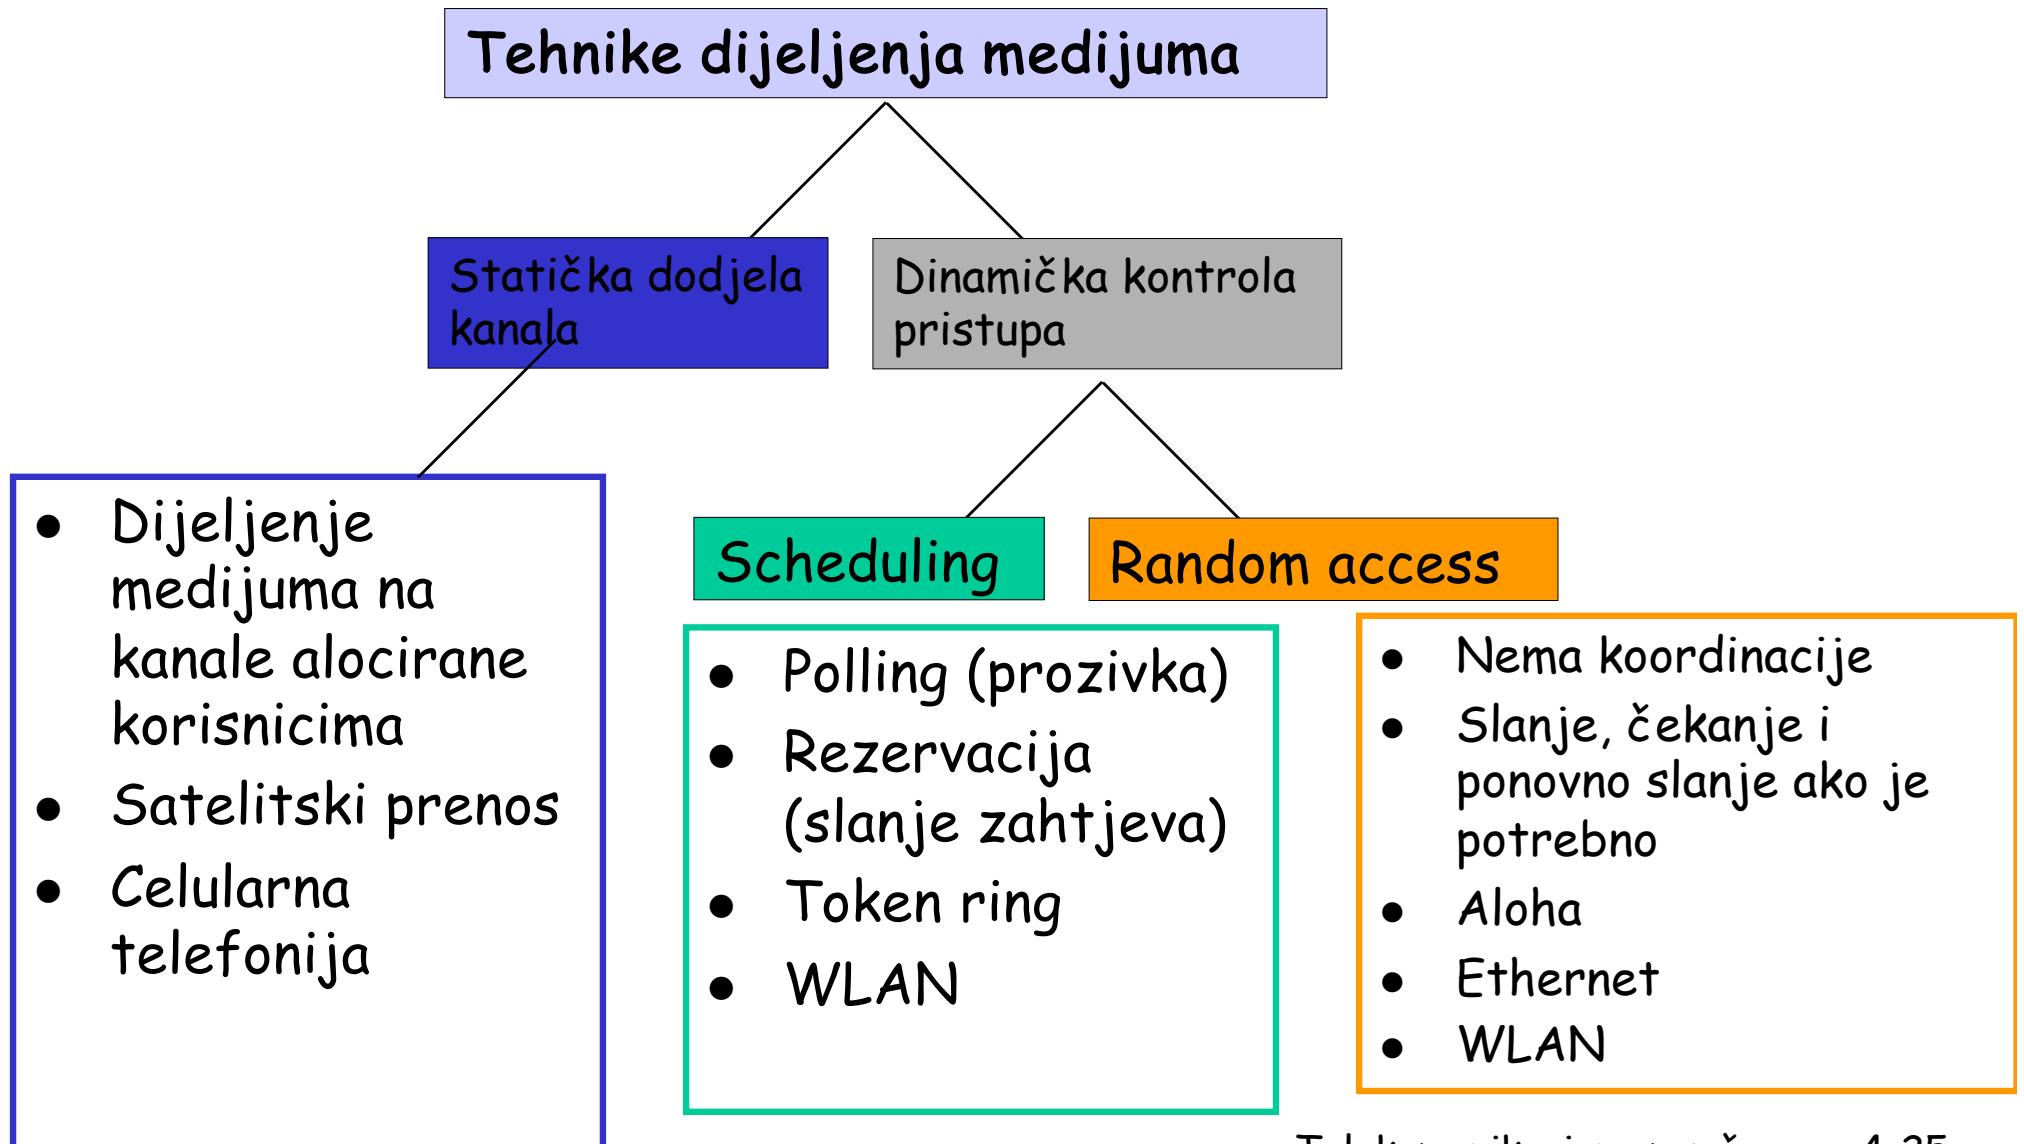 Tehnike dijeljenja medijuma
Statička dodjela
kanala
Dinamička kontrola
pristupa
● Dijeljenje
medijuma na
kanale alocirane
korisnicima
● Satelitski prenos
● Celularna
telefonija
Scheduling
● Polling (prozivka)
● Rezervacija
(slanje zahtjeva)
● Token ring
● WLAN
Random access
● Nema koordinacije
● Slanje, čekanje i
ponovno slanje ako je
potrebno
● Aloha
● Ethernet
● WLAN